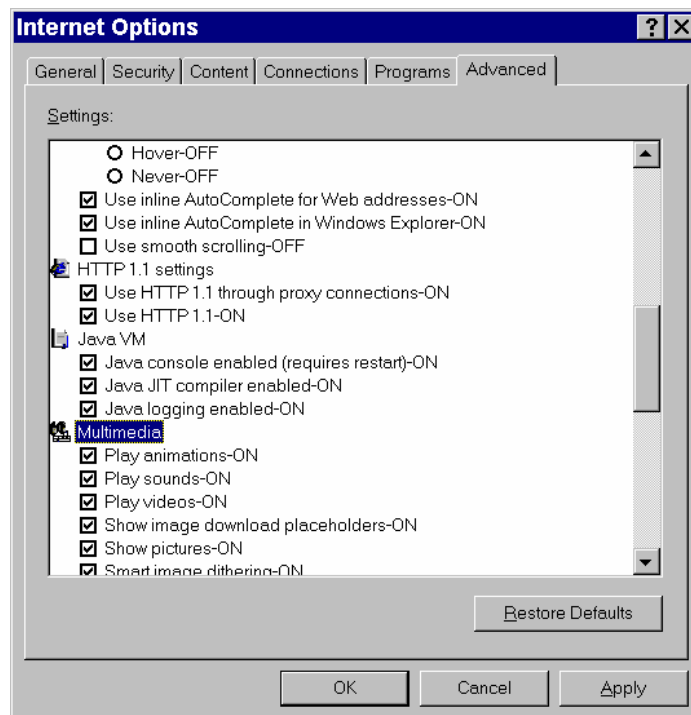 Internet Options
General Security Content Connections Programs Advanced
Settings:
Hover-OFF
Never-OFF
Use inline AutoComplete for Web addresses-ON
Use inline AutoComplete in Windows Explorer-ON
Use smooth scrolling-OFF
HTTP 1.1 settings
Use HTTP 1.1 through proxy connections-ON
Use HTTP 1.1-ON
Java VM
Java console enabled (requires restart)-ON
Java JIT compiler enabled-ON
Java logging enabled-ON
Multimedia
Play animations-ON
Play sounds-ON
Play videos-ON
Show image download placeholders-ON
Show pictures-ON
Smart image dithering-ON
Restore Defaults
OK Cancel Apply